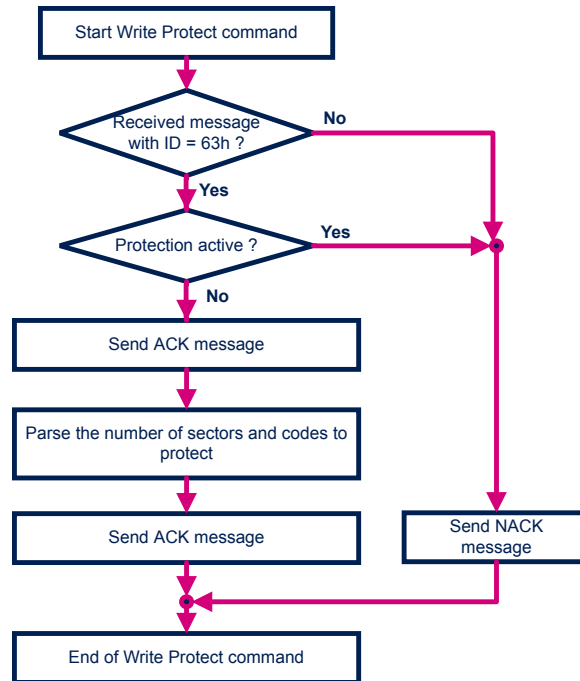 Start Write Protect command
Received message
with ID = 63h ?
No
Yes
Protection active ?
Yes
No
Send ACK message
Parse the number of sectors and codes to
protect
Send ACK message
Send NACK
message
End of Write Protect command